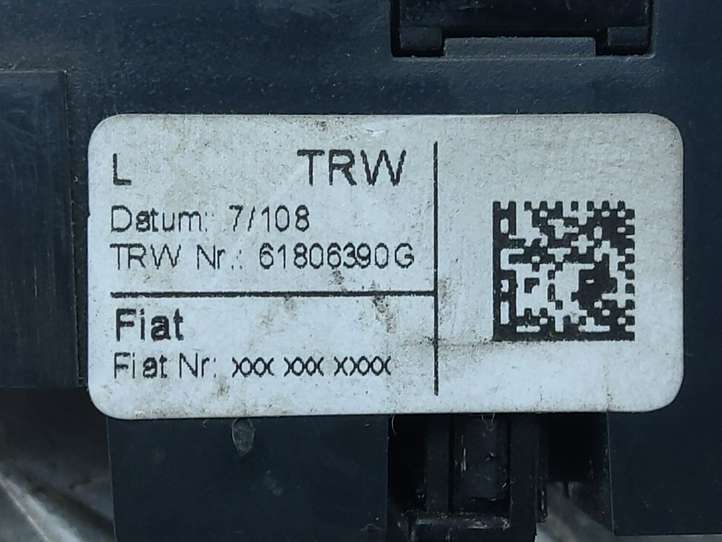 L TRW
Datum: 7/108
TRW Nr.: 61806390G
Fiat
Fiat Nr: xxx xxx xxxx